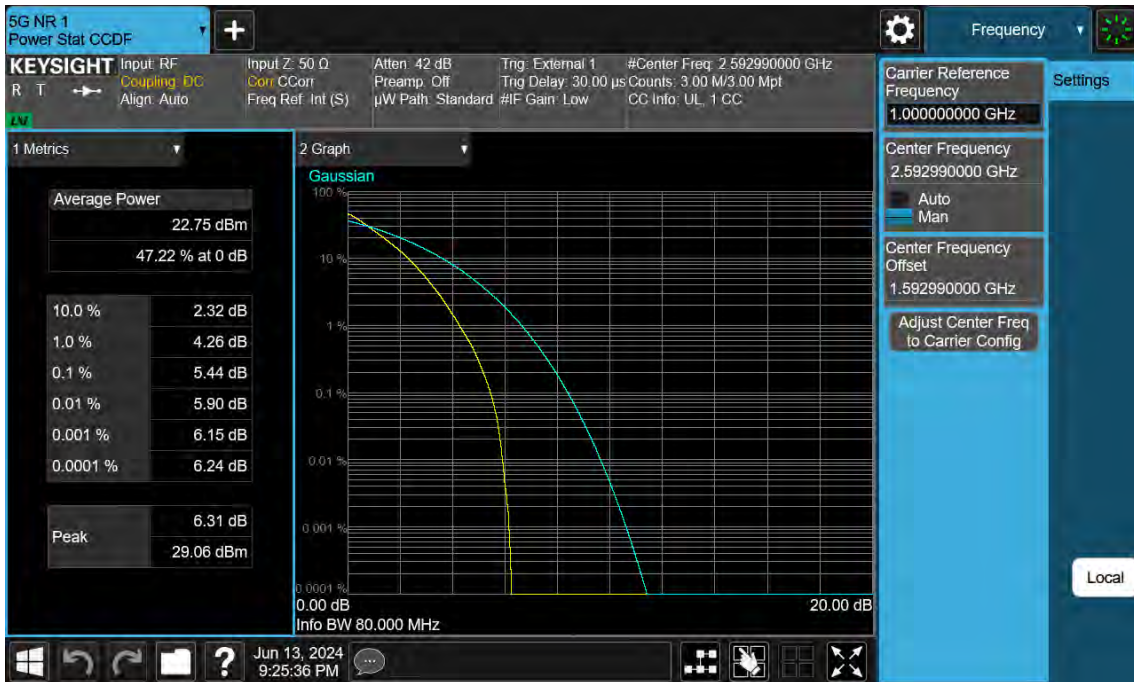 5G NR 1
Power Stat CCDF
Frequency
KEYSIGHT
R T
LNI
Input: RF
Coupling: DC
Align: Auto
Input Z: 50 Ω
Corr CCorr
Freq Ref: Int (S)
Atten: 42 dB
Preamp: Off
µW Path: Standard
Trig: External 1
Trig Delay: 30.00 µs
#IF Gain: Low
#Center Freq: 2.592990000 GHz
Counts: 3.00 M/3.00 Mpt
CC Info: UL, 1 CC
1 Metrics
Average Power
22.75 dBm
47.22 % at 0 dB
10.0 % 2.32 dB
1.0 % 4.26 dB
0.1 % 5.44 dB
0.01 % 5.90 dB
0.001 % 6.15 dB
0.0001 % 6.24 dB
Peak
6.31 dB
29.06 dBm
2 Graph
Gaussian
100 %
10 %
1 %
0.1 %
0.01 %
0.001 %
0.0001 %
0.00 dB 20.00 dB
Info BW 80.000 MHz
Carrier Reference
Frequency
1.000000000 GHz
Center Frequency
2.592990000 GHz
Auto
Man
Center Frequency
Offset
1.592990000 GHz
Adjust Center Freq
to Carrier Config
Settings
Local
?
Jun 13, 2024
9:25:36 PM